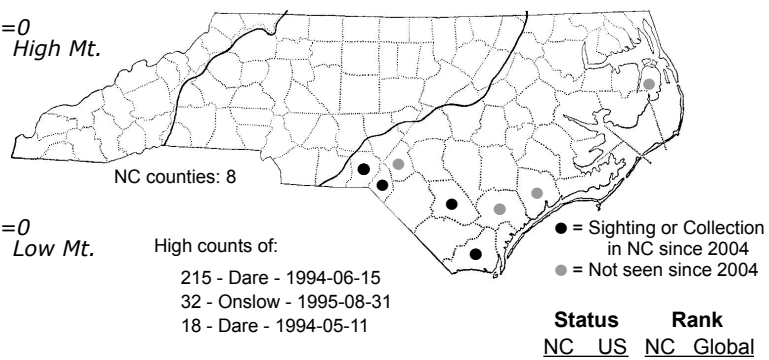 =0
High Mt.
NC counties: 8
=0
Low Mt.
High counts of:
215 - Dare - 1994-06-15
32 - Onslow - 1995-08-31
18 - Dare - 1994-05-11
= Sighting or Collection
in NC since 2004
= Not seen since 2004
Status Rank
NC US NC Global